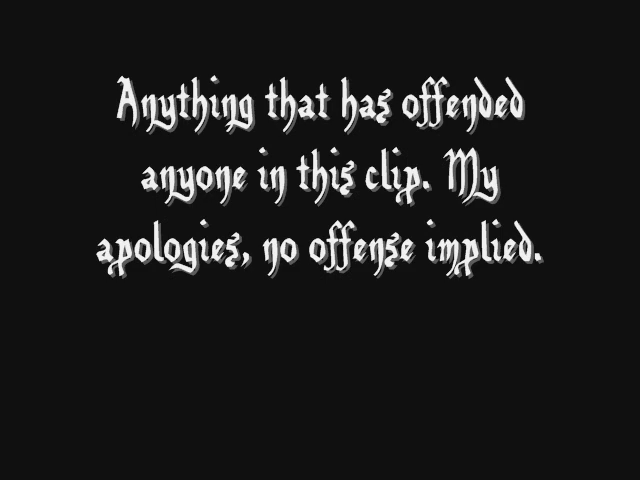 Anything that has offended
anyone in this clip. My
apologies, no offense implied.